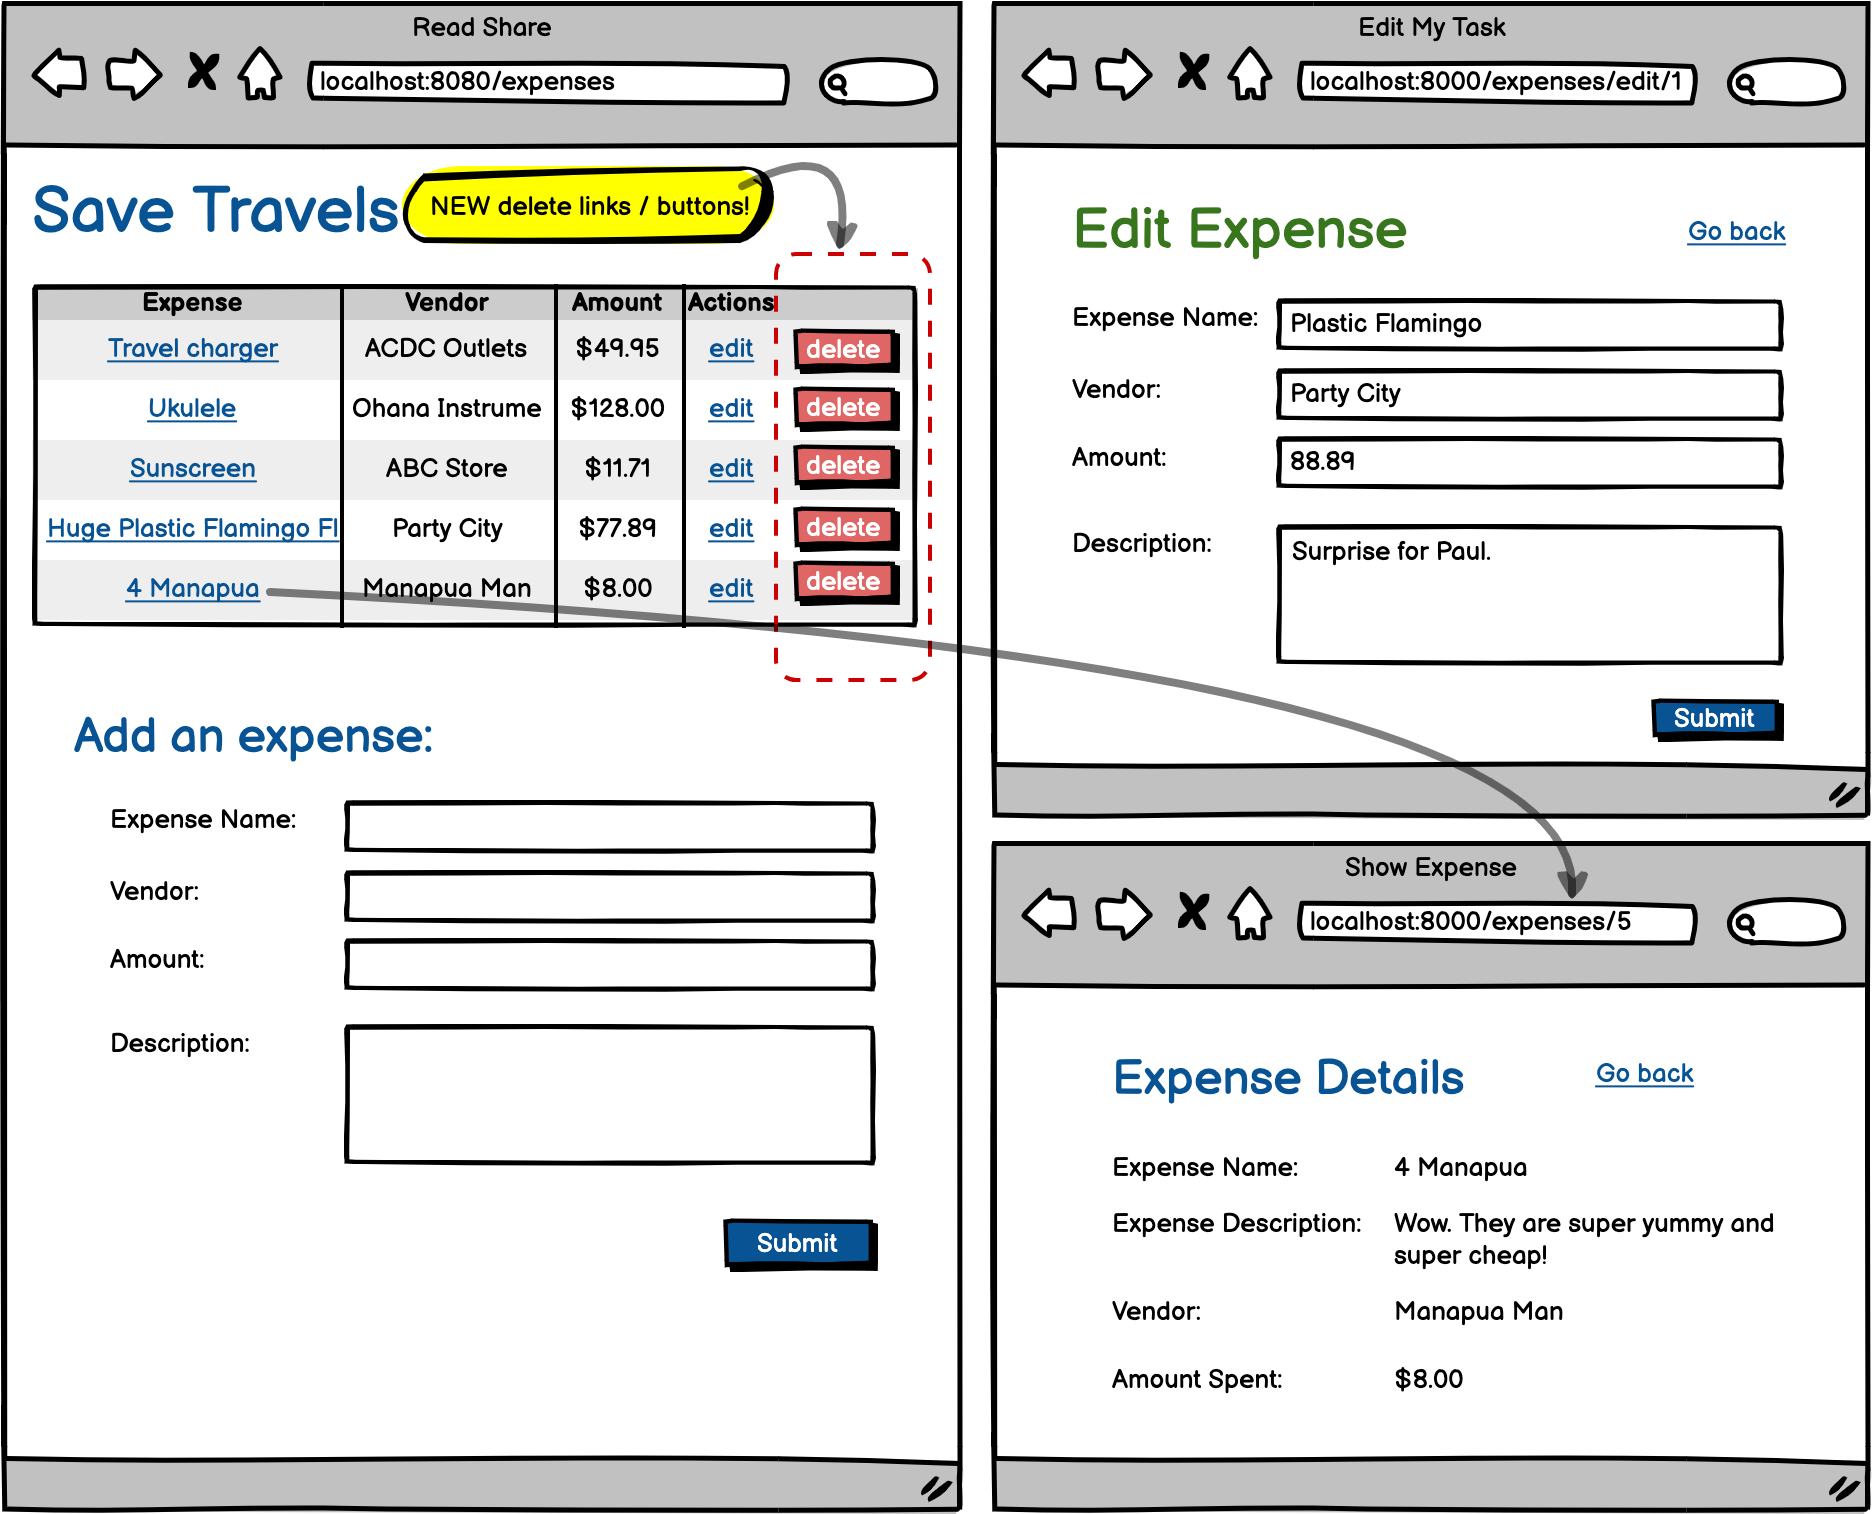 Read Share
localhost:8080/expenses
Save Travels
NEW delete links / buttons!
Expense Vendor Amount Actions
Travel charger ACDC Outlets $49.95 edit delete
Ukulele Ohana Instrume $128.00 edit delete
Sunscreen ABC Store $11.71 edit delete
Huge Plastic Flamingo Fl Party City $77.89 edit delete
4 Manapua Manapua Man $8.00 edit delete
Add an expense:
Expense Name:
Vendor:
Amount:
Description:
Submit
Edit My Task
localhost:8000/expenses/edit/1
Edit Expense Go back
Expense Name: Plastic Flamingo
Vendor: Party City
Amount: 88.89
Description: Surprise for Paul.
Submit
Show Expense
localhost:8000/expenses/5
Expense Details Go back
Expense Name: 4 Manapua
Expense Description: Wow. They are super yummy and
super cheap!
Vendor: Manapua Man
Amount Spent: $8.00